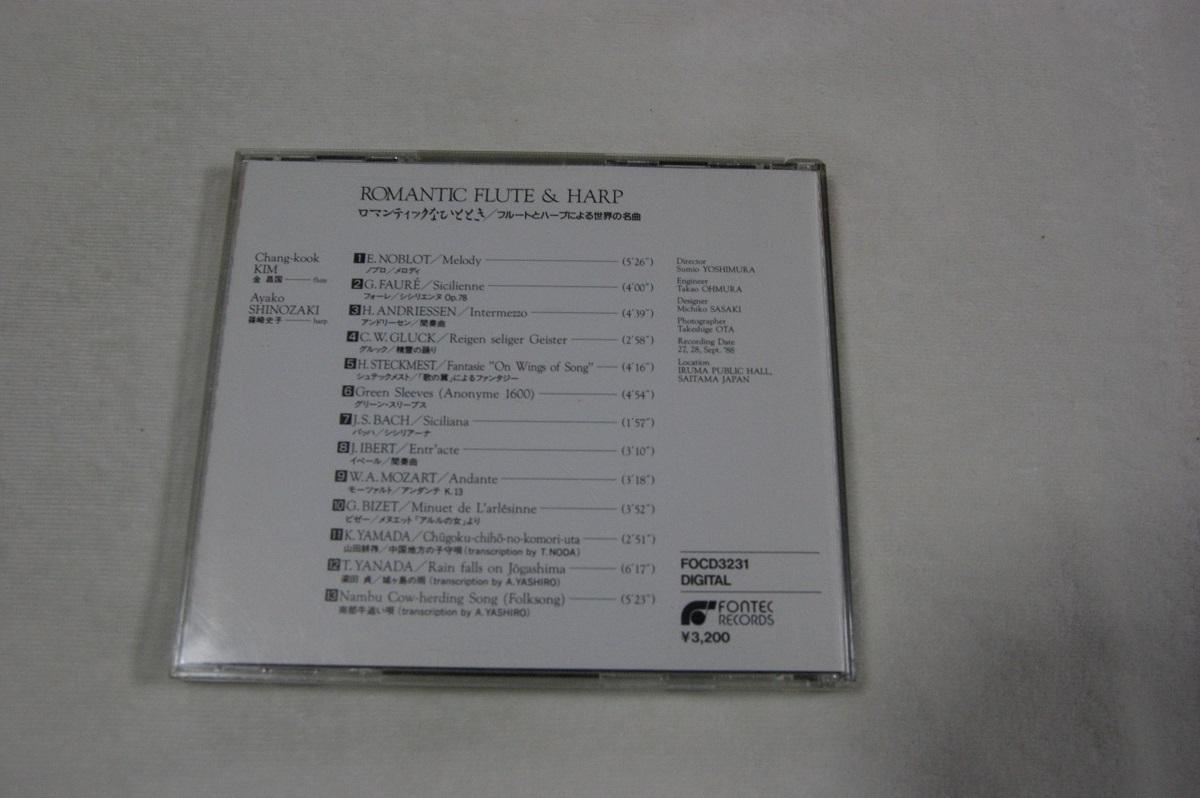 ROMANTIC FLUTE & HARP
ロマンティックなひととき/フルートとハープによる世界の名曲
Chang-kook
KIM
金 昌国 — flute
Ayako
SHINOZAKI
篠崎史子 — harp
1 E. NOBLOT/Melody (5'26")
ノブロ/メロディ
2 G. FAURÉ/Sicilienne (4'00")
フォーレ/シシリエンヌ Op.78
3 H. ANDRIESSEN/Intermezzo (4'39")
アンドリーセン/間奏曲
4 C. W. GLUCK/Reigen seliger Geister (2'58")
グルック/精霊の踊り
5 H. STECKMEST/Fantasie "On Wings of Song" (4'16")
シュテックメスト/「歌の翼」によるファンタジー
6 Green Sleeves (Anonyme 1600) (4'54")
グリーン・スリーブス
7 J.S. BACH/Siciliana (1'57")
バッハ/シシリアーナ
8 J. IBERT/Entr'acte (3'10")
イベール/間奏曲
9 W. A. MOZART/Andante (3'18")
モーツァルト/アンダンテ K.13
10 G. BIZET/Minuet de L'arlésinne (3'52")
ビゼー/メヌエット「アルルの女」より
11 K. YAMADA/Chūgoku-chihō-no-komori-uta (2'51")
山田耕筰/中国地方の子守唄 (transcription by T. NODA)
12 T. YANADA/Rain falls on Jōgashima (6'17")
梁田 貞/城ヶ島の雨 (transcription by A. YASHIRO)
13 Nambu Cow-herding Song (Folksong) (5'23")
南部牛追い唄 (transcription by A. YASHIRO)
Director
Sumio YOSHIMURA
Engineer
Takao OHMURA
Designer
Michiko SASAKI
Photographer
Takeshige OTA
Recording Date
27, 28, Sept. '88
Location
IRUMA PUBLIC HALL,
SAITAMA JAPAN
FOCD3231
DIGITAL
FONTEC
RECORDS
¥3,200